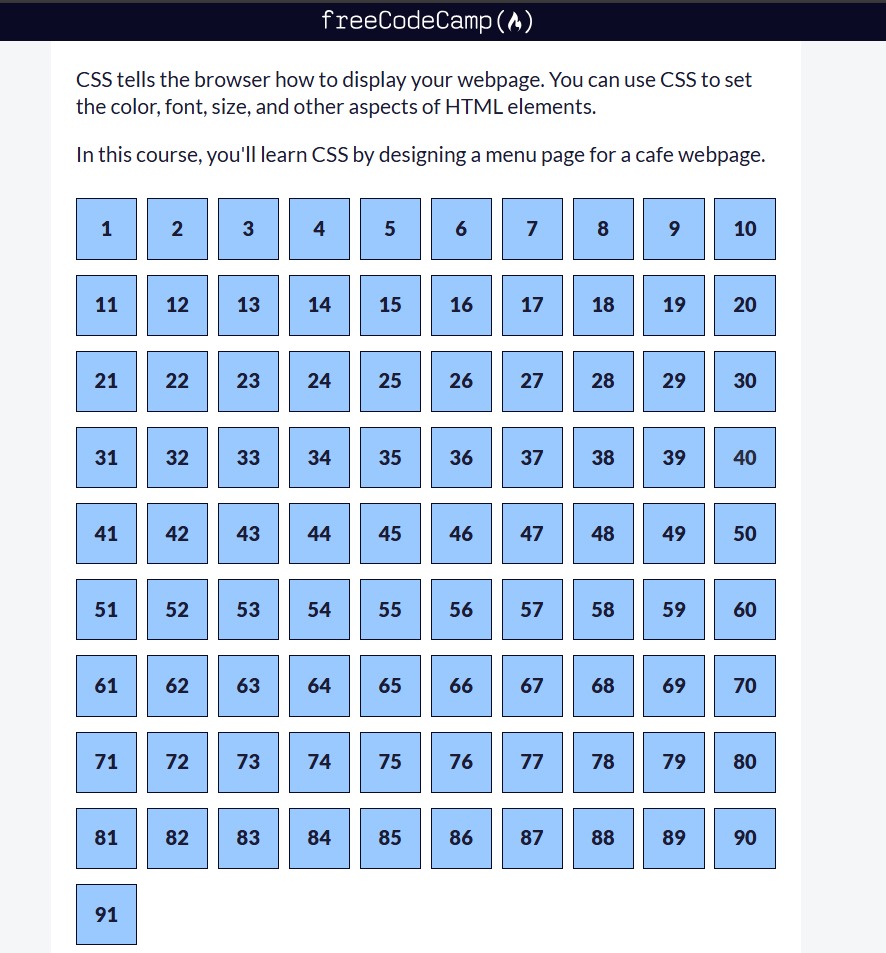 freeCodeCamp
CSS tells the browser how to display your webpage. You can use CSS to set
the color, font, size, and other aspects of HTML elements.
In this course, you'll learn CSS by designing a menu page for a cafe webpage.
1 2 3 4 5 6 7 8 9 10
11 12 13 14 15 16 17 18 19 20
21 22 23 24 25 26 27 28 29 30
31 32 33 34 35 36 37 38 39 40
41 42 43 44 45 46 47 48 49 50
51 52 53 54 55 56 57 58 59 60
61 62 63 64 65 66 67 68 69 70
71 72 73 74 75 76 77 78 79 80
81 82 83 84 85 86 87 88 89 90
91